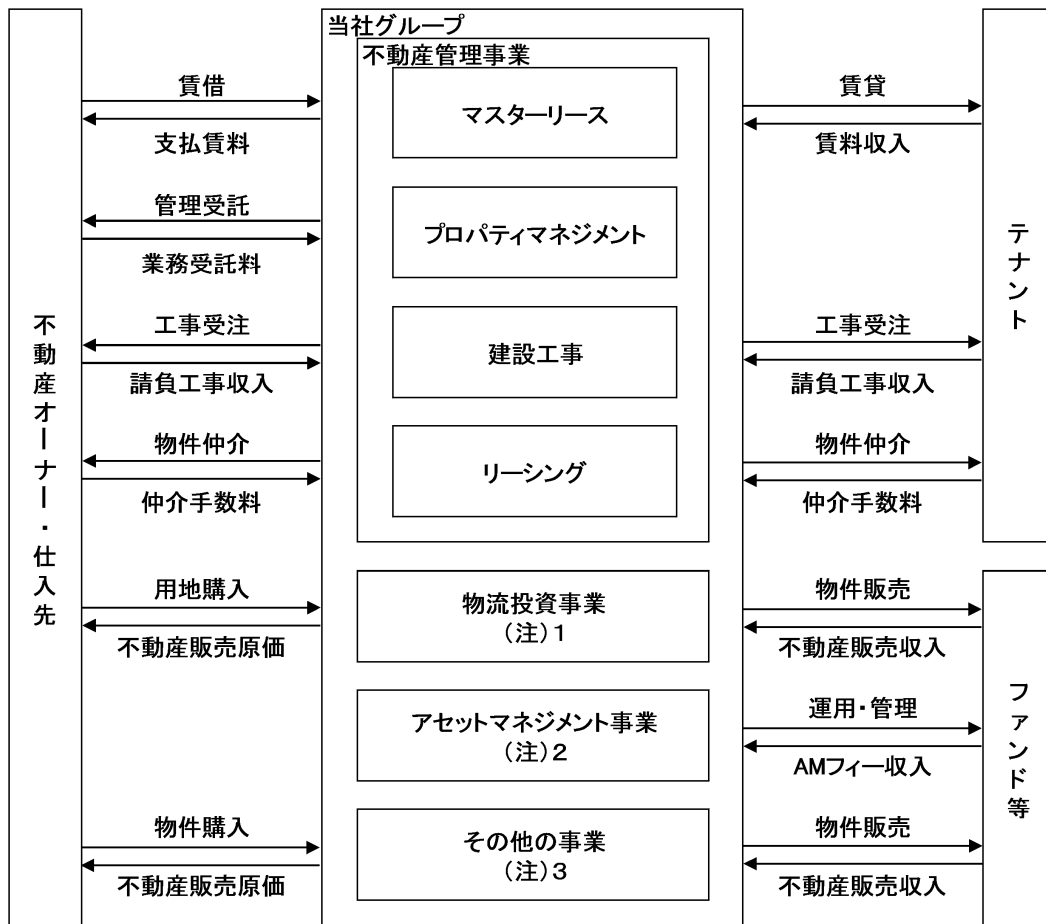 当社グループ
不動産管理事業
マスターリース
プロパティマネジメント
建設工事
リーシング
物流投資事業
(注)1
アセットマネジメント事業
(注)2
その他の事業
(注)3
不動産オーナー・仕入先
賃借
支払賃料
管理受託
業務受託料
工事受注
請負工事収入
物件仲介
仲介手数料
用地購入
不動産販売原価
物件購入
不動産販売原価
賃貸
賃料収入
工事受注
請負工事収入
物件仲介
仲介手数料
物件販売
不動産販売収入
運用・管理
AMフィー収入
物件販売
不動産販売収入
テナント
ファンド等